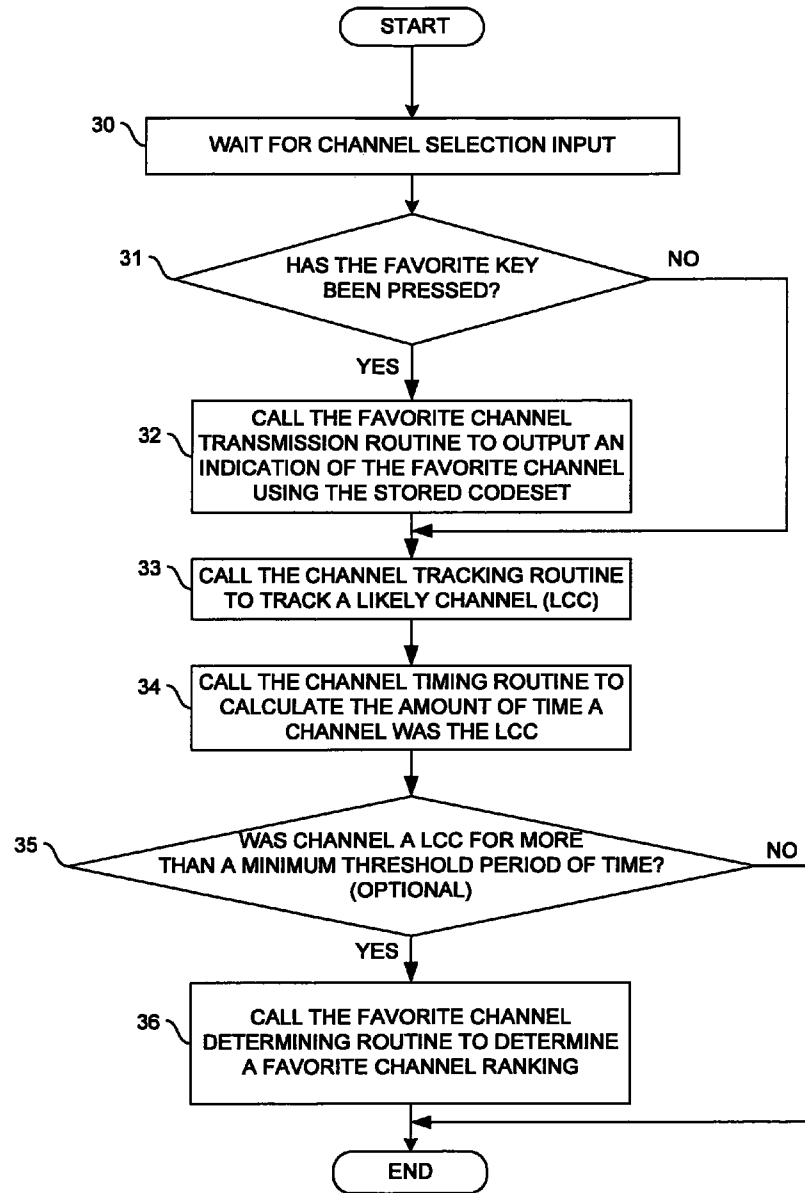 START
30
WAIT FOR CHANNEL SELECTION INPUT
31
HAS THE FAVORITE KEY
BEEN PRESSED?
NO
YES
32
CALL THE FAVORITE CHANNEL
TRANSMISSION ROUTINE TO OUTPUT AN
INDICATION OF THE FAVORITE CHANNEL
USING THE STORED CODESET
33
CALL THE CHANNEL TRACKING ROUTINE
TO TRACK A LIKELY CHANNEL (LCC)
34
CALL THE CHANNEL TIMING ROUTINE TO
CALCULATE THE AMOUNT OF TIME A
CHANNEL WAS THE LCC
35
WAS CHANNEL A LCC FOR MORE
THAN A MINIMUM THRESHOLD PERIOD OF TIME?
(OPTIONAL)
NO
YES
36
CALL THE FAVORITE CHANNEL
DETERMINING ROUTINE TO DETERMINE
A FAVORITE CHANNEL RANKING
END